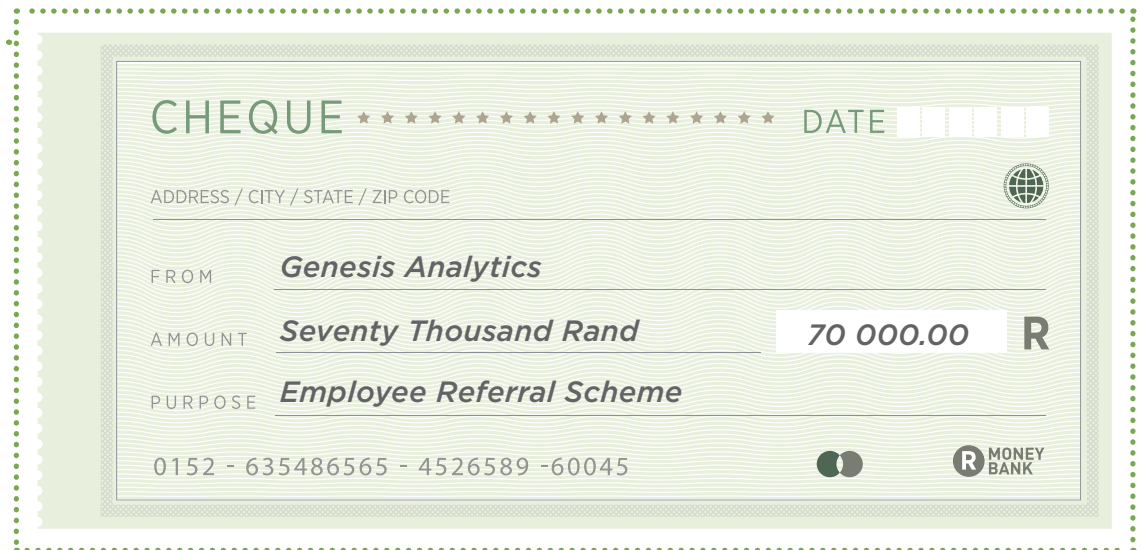 CHEQUE DATE
ADDRESS / CITY / STATE / ZIP CODE
FROM Genesis Analytics
AMOUNT Seventy Thousand Rand 70 000.00 R
PURPOSE Employee Referral Scheme
0152 - 635486565 - 4526589 -60045
R MONEY BANK